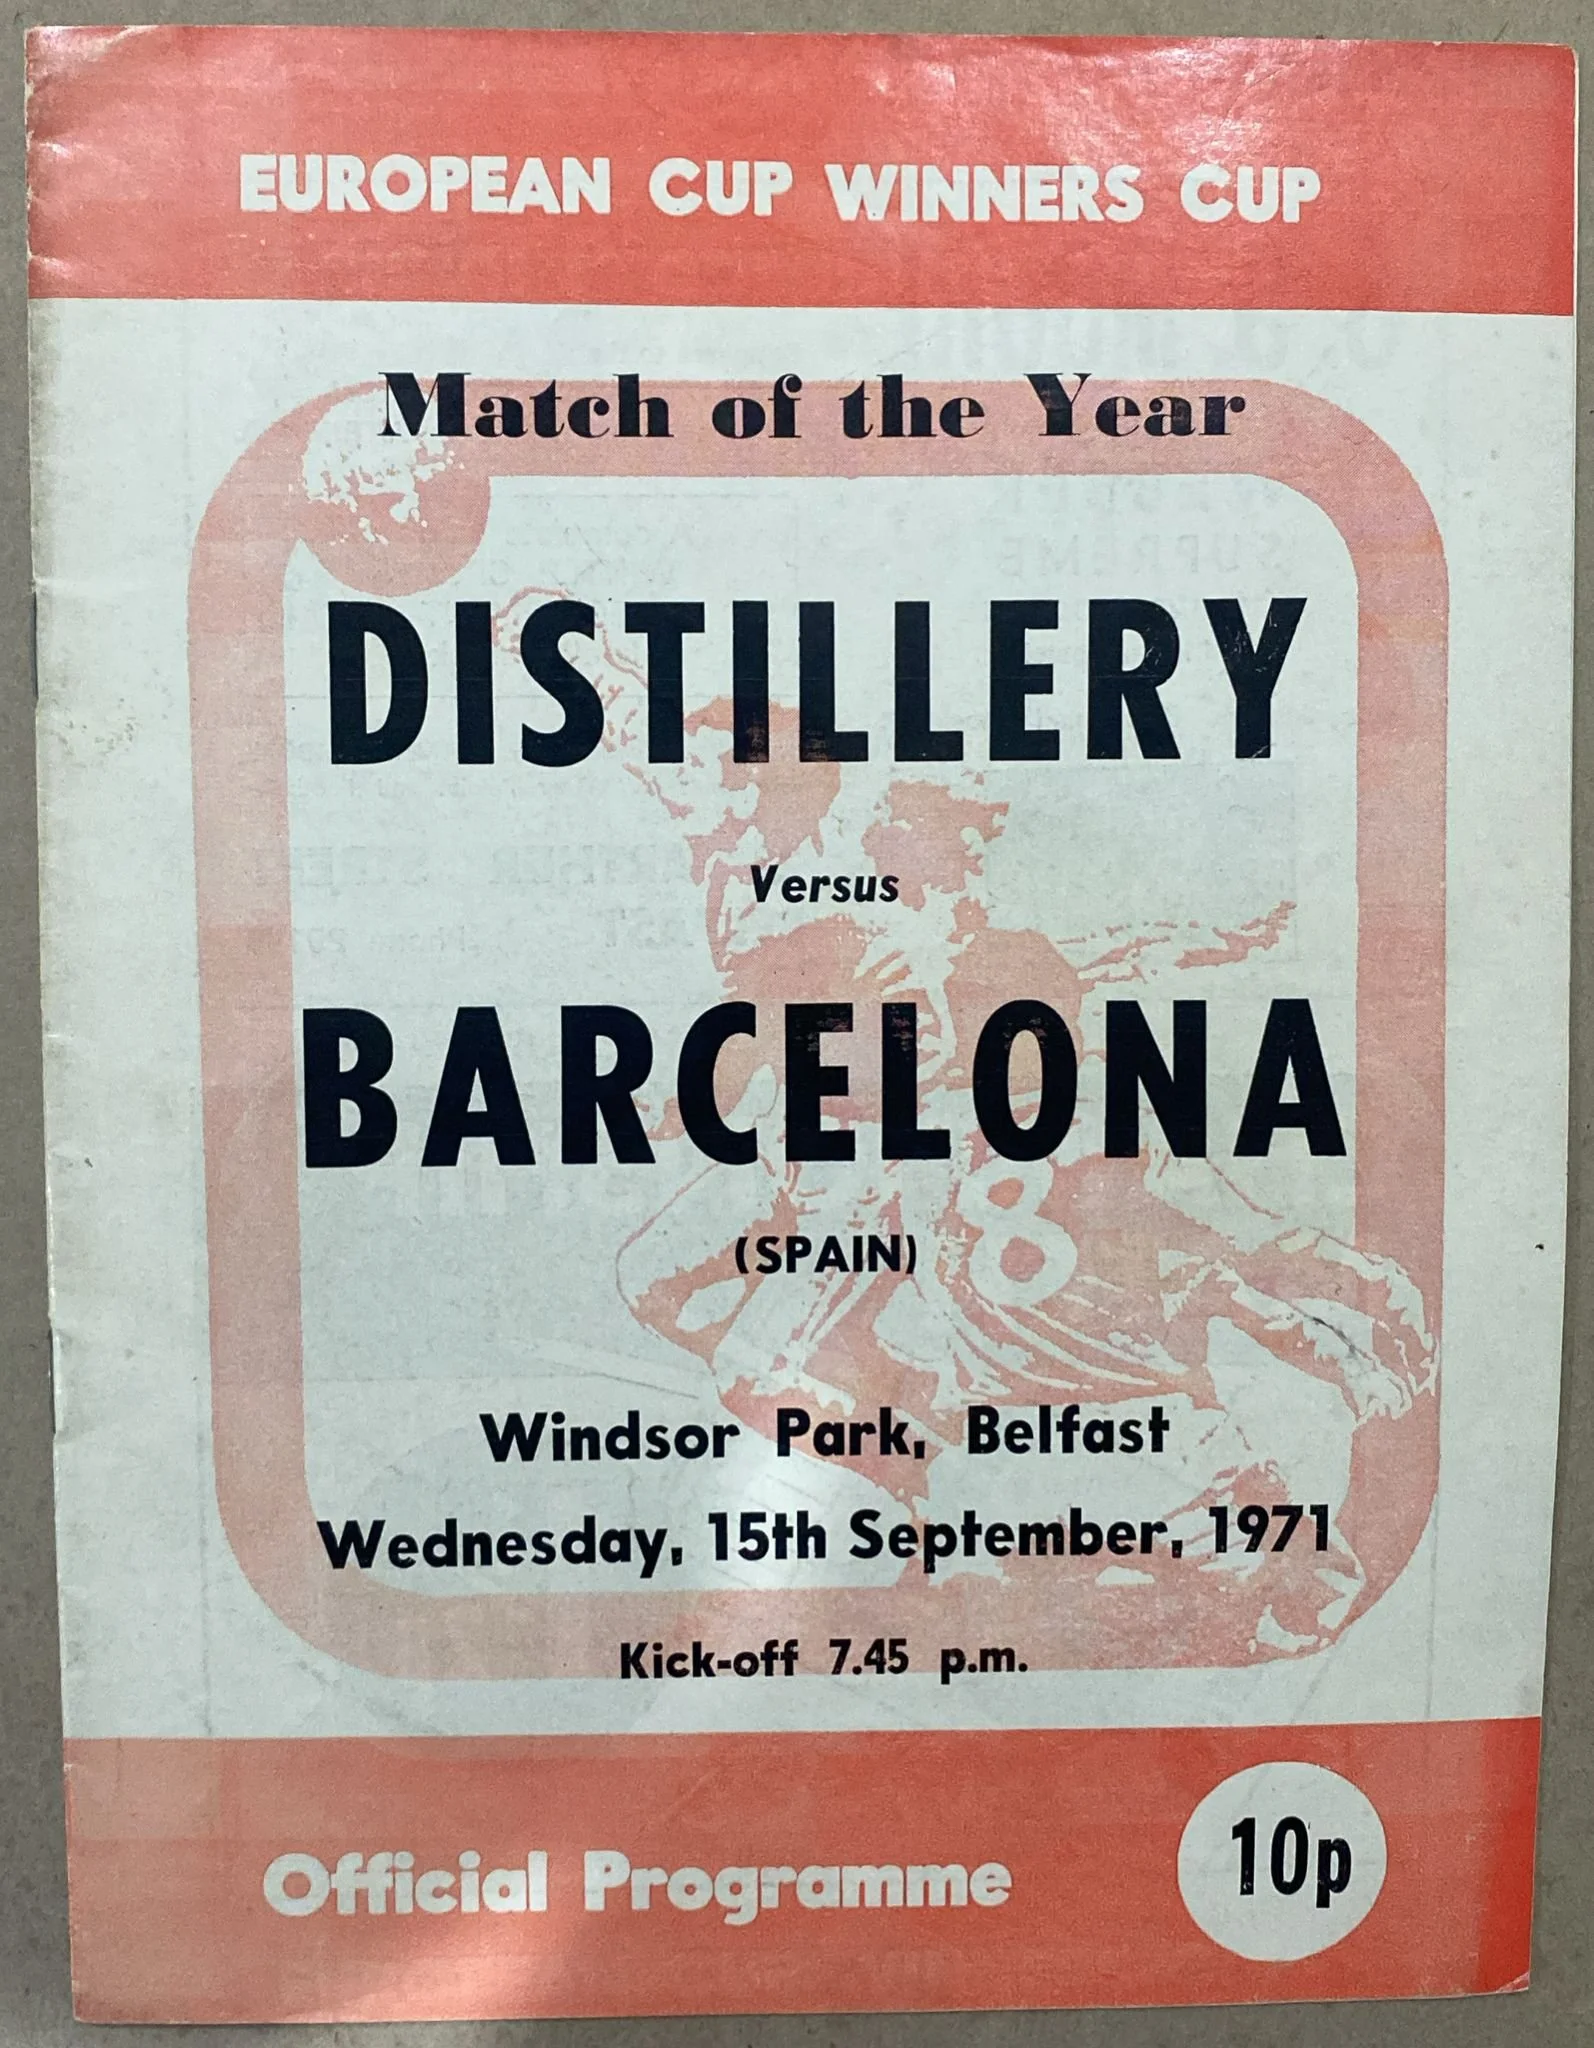 EUROPEAN CUP WINNERS CUP
Match of the Year
DISTILLERY
Versus
BARCELONA
(SPAIN)
8
Windsor Park, Belfast
Wednesday, 15th September, 1971
Kick-off 7.45 p.m.
Official Programme
10p